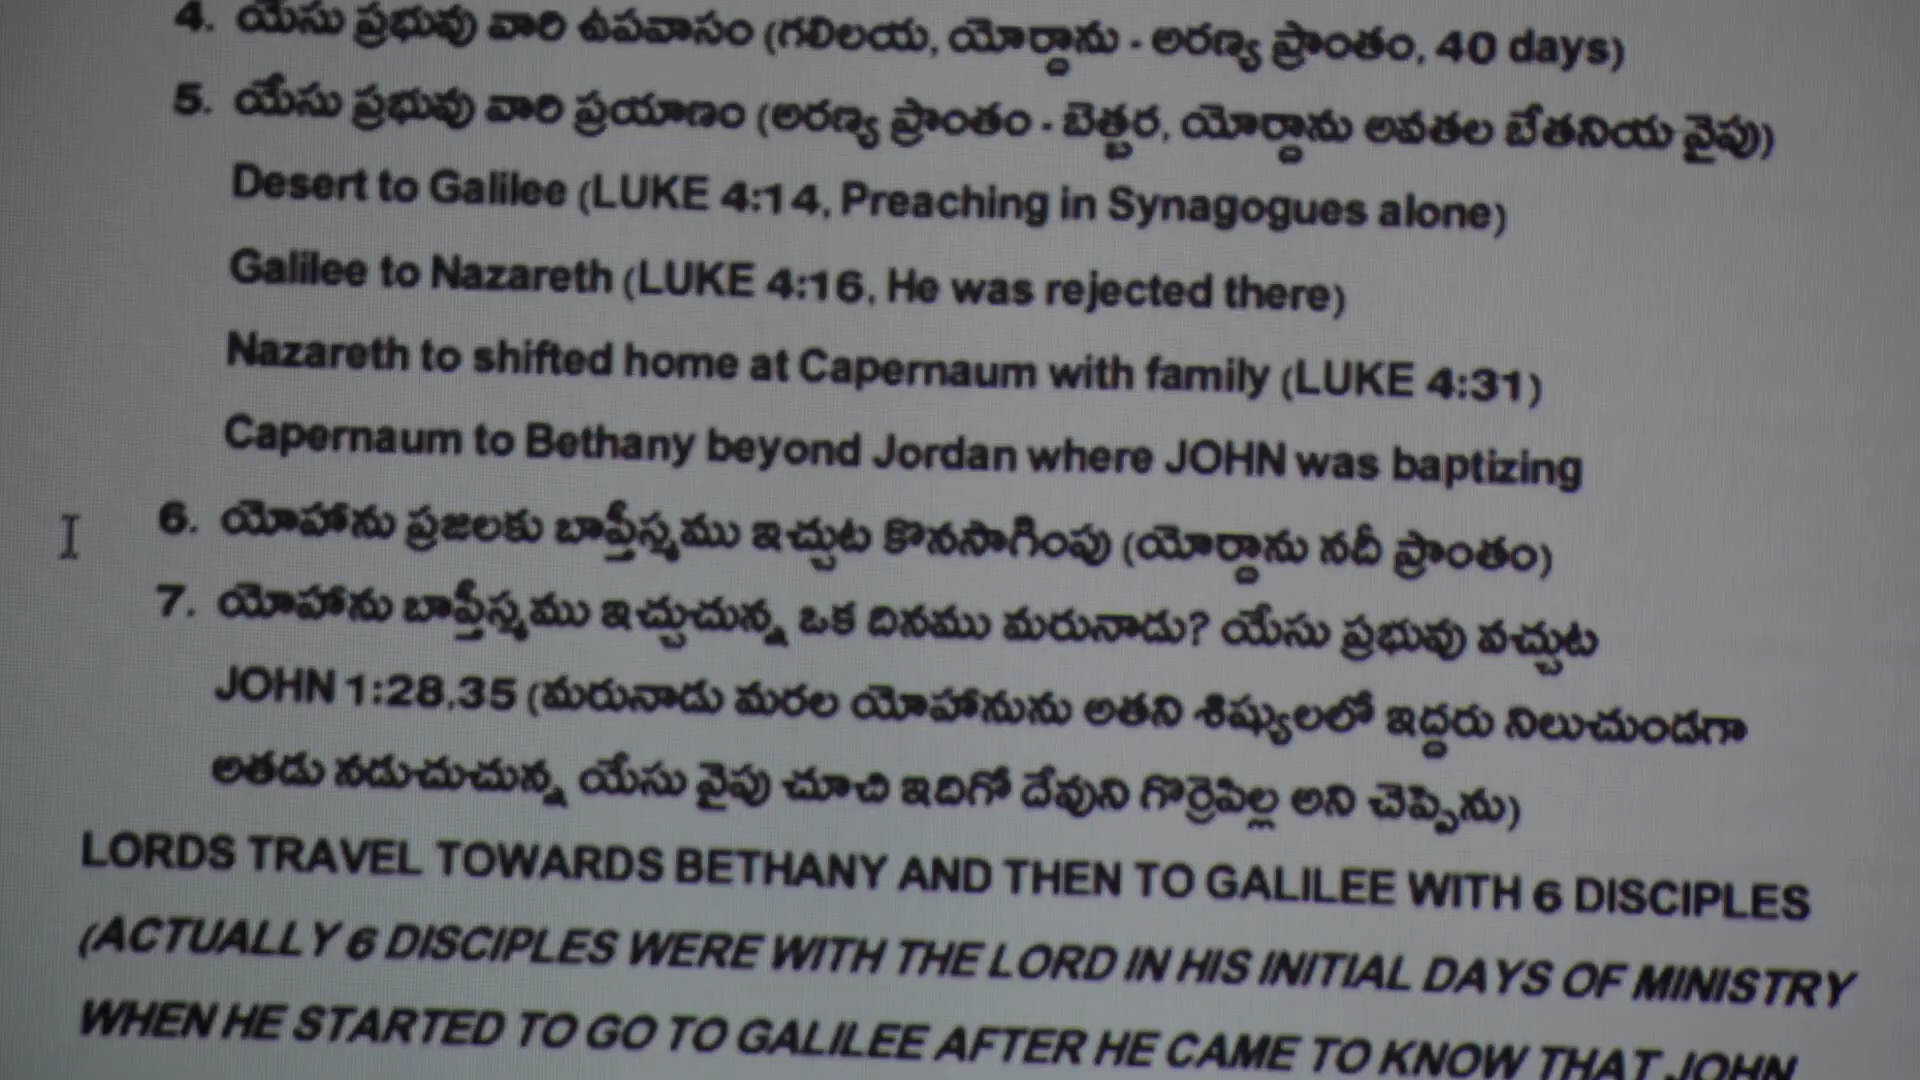 4. యేసు ప్రభువు వారి ఉపవాసం (గలిలయ, యోర్దాను - అరణ్య ప్రాంతం, 40 days)
5. యేసు ప్రభువు వారి ప్రయాణం (అరణ్య ప్రాంతం - బెత్బర, యోర్దాను అవతల బేతనియ వైపు)
Desert to Galilee (LUKE 4:14, Preaching in Synagogues alone)
Galilee to Nazareth (LUKE 4:16, He was rejected there)
Nazareth to shifted home at Capernaum with family (LUKE 4:31)
Capernaum to Bethany beyond Jordan where JOHN was baptizing
6. యోహాను ప్రజలకు బాప్తీస్మము ఇచ్చుట కొనసాగింపు (యోర్దాను నదీ ప్రాంతం)
7. యోహాను బాప్తీస్మము ఇచ్చుచున్న ఒక దినము మరునాడు? యేసు ప్రభువు వచ్చుట
JOHN 1:28,35 (మరునాడు మరల యోహానును అతని శిష్యులలో ఇద్దరు నిలుచుండగా
అతడు నడుచుచున్న యేసు వైపు చూచి ఇదిగో దేవుని గొర్రెపిల్ల అని చెప్పెను)
LORDS TRAVEL TOWARDS BETHANY AND THEN TO GALILEE WITH 6 DISCIPLES
(ACTUALLY 6 DISCIPLES WERE WITH THE LORD IN HIS INITIAL DAYS OF MINISTRY
WHEN HE STARTED TO GO TO GALILEE AFTER HE CAME TO KNOW THAT JOHN